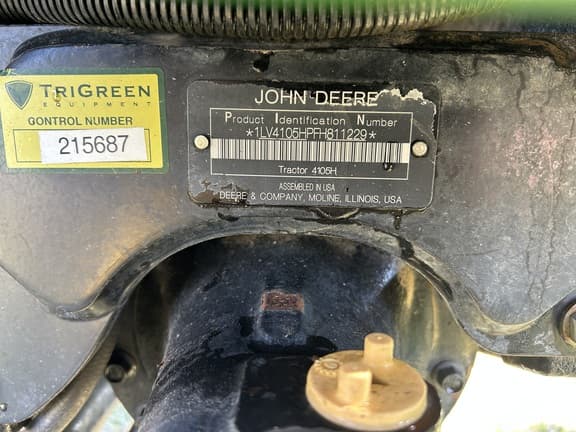 TRIGREEN
EQUIPMENT
GONTROL NUMBER
215687
JOHN DEERE
Product Identification Number
*1LV4105HPFH811229*
Tractor 4105H
ASSEMBLED IN USA
DEERE & COMPANY, MOLINE, ILLINOIS, USA